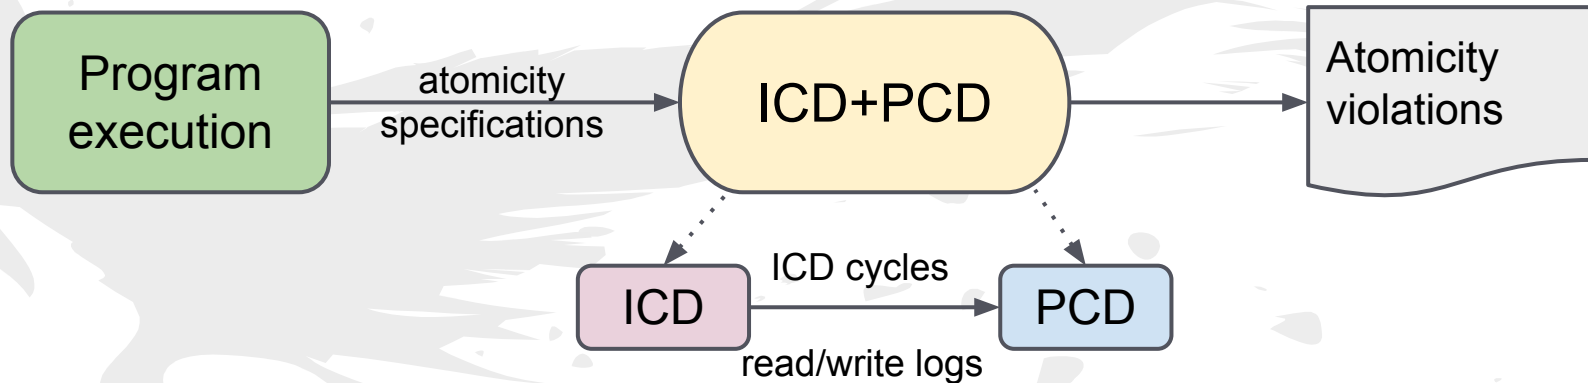 Program
execution
atomicity
specifications
ICD+PCD
Atomicity
violations
ICD
ICD cycles
read/write logs
PCD